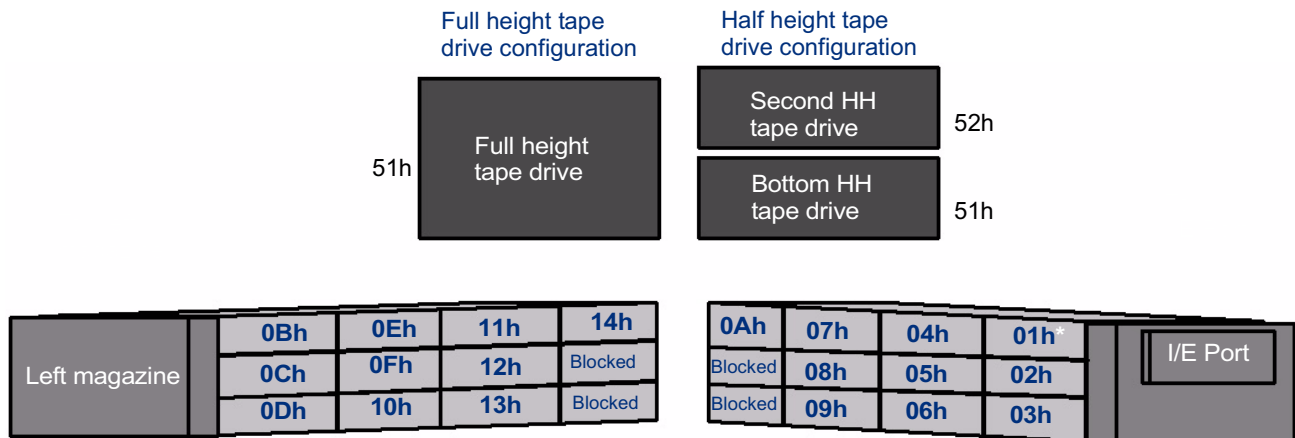 Full height tape
drive configuration
Half height tape
drive configuration
51h
Full height
tape drive
Second HH
tape drive
52h
Bottom HH
tape drive
51h
Left magazine
0Bh 0Eh 11h 14h
0Ch 0Fh 12h Blocked
0Dh 10h 13h Blocked
0Ah 07h 04h 01h*
Blocked 08h 05h 02h
Blocked 09h 06h 03h
I/E Port